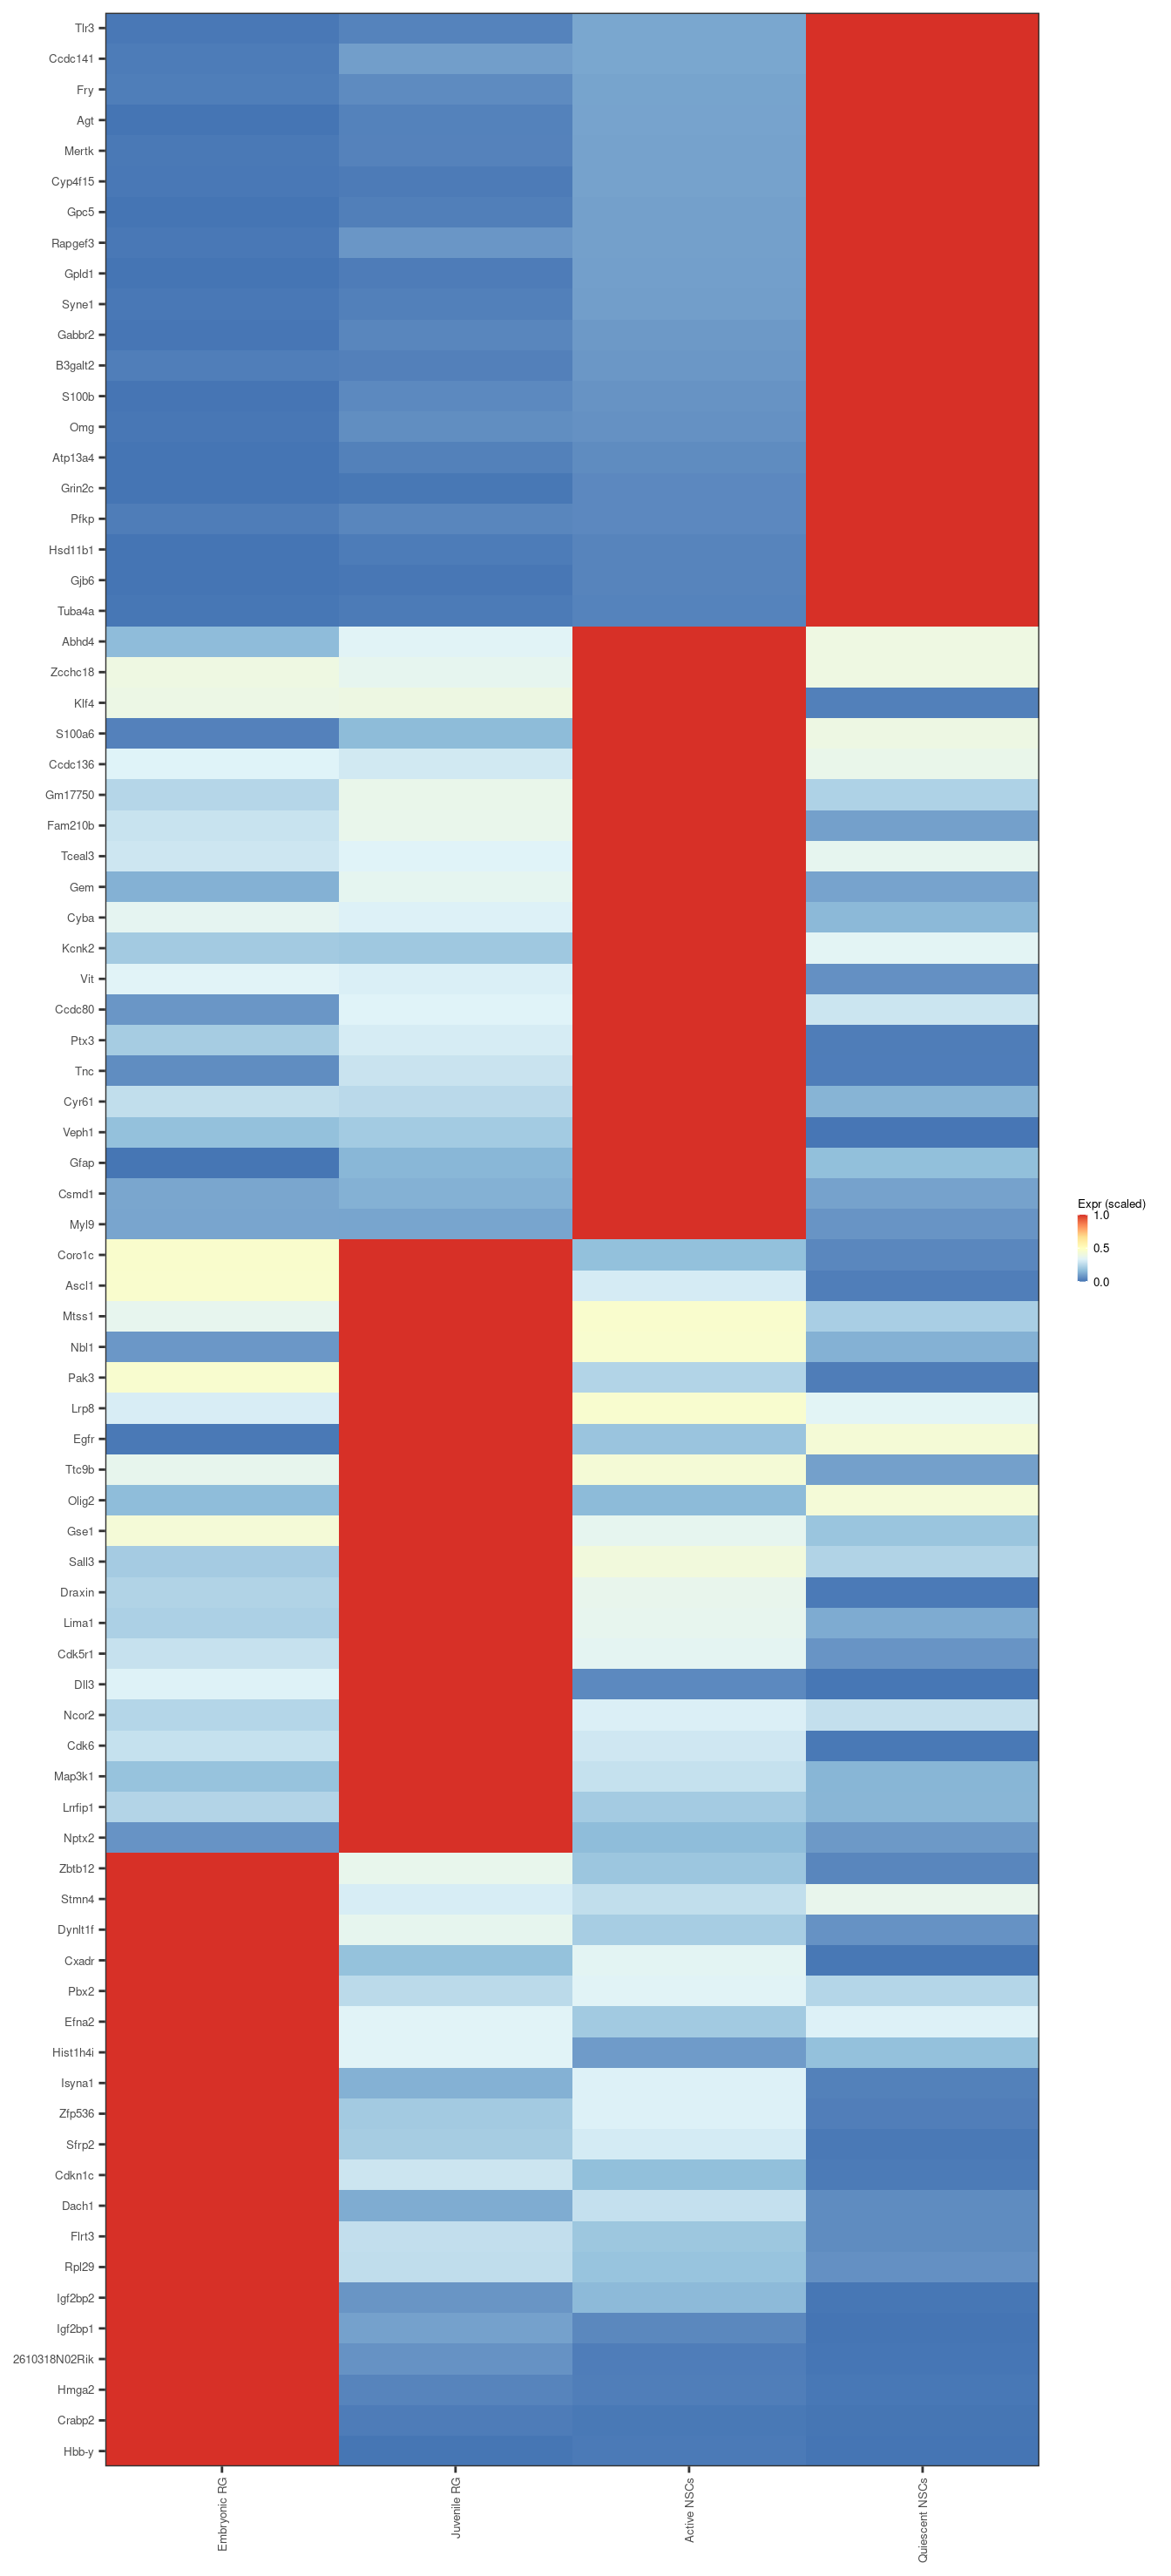 Tlr3
Ccdc141
Fry
Agt
Mertk
Cyp4f15
Gpc5
Rapgef3
Gpld1
Syne1
Gabbr2
B3galt2
S100b
Omg
Atp13a4
Grin2c
Pfkp
Hsd11b1
Gjb6
Tuba4a
Abhd4
Zcchc18
Klf4
S100a6
Ccdc136
Gm17750
Fam210b
Tceal3
Gem
Cyba
Kcnk2
Vit
Ccdc80
Ptx3
Tnc
Cyr61
Veph1
Gfap
Csmd1
Myl9
Coro1c
Ascl1
Mtss1
Nbl1
Pak3
Lrp8
Egfr
Ttc9b
Olig2
Gse1
Sall3
Draxin
Lima1
Cdk5r1
Dll3
Ncor2
Cdk6
Map3k1
Lrrfip1
Nptx2
Zbtb12
Stmn4
Dynlt1f
Cxadr
Pbx2
Efna2
Hist1h4i
Isyna1
Zfp536
Sfrp2
Cdkn1c
Dach1
Flrt3
Rpl29
Igf2bp2
Igf2bp1
2610318N02Rik
Hmga2
Crabp2
Hbb-y
Embryonic RG
Juvenile RG
Active NSCs
Quiescent NSCs
Expr (scaled)
1.0
0.5
0.0